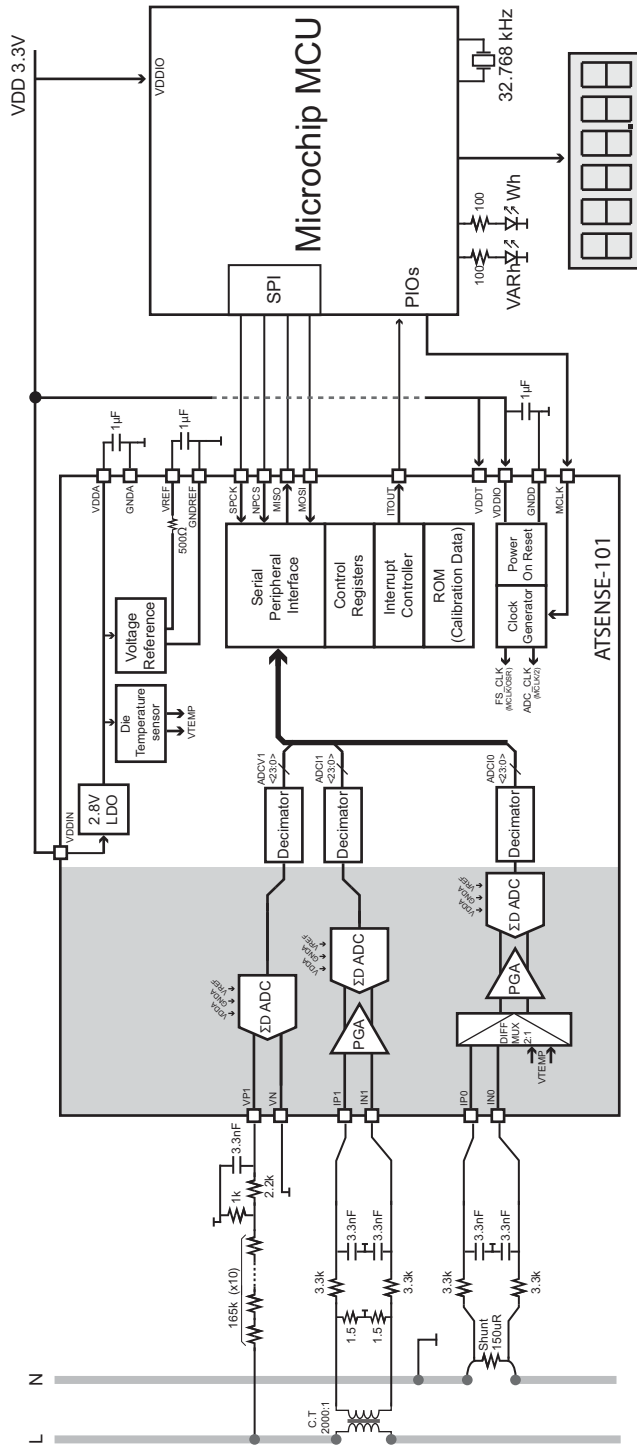 VDD 3.3V
Microchip MCU
VDDIO
SPI
PIOs
32.768 kHz
100
100
Wh
VARh
1µF
1µF
1µF
VDDA
GNDA
VREF
GNDREF
500Ω
SPCK
NPCS
MISO
MOSI
ITOUT
VDDT
VDDIO
GNDD
MCLK
VDDIN
2.8V
LDO
Die
Temperature
sensor
VTEMP
Voltage
Reference
Serial
Peripheral
Interface
Control
Registers
Interrupt
Controller
ROM
(Calibration Data)
Clock
Generator
Power
On Reset
FS_CLK
(MCLK/OSR)
ADC_CLK
(MCLK/2)
ATSENSE-101
ADCV1
<23:0>
ADCI1
<23:0>
ADCI0
<23:0>
Decimator
Decimator
Decimator
VDDA
GNDA
VREF
ΣD ADC
VDDA
GNDA
VREF
ΣD ADC
PGA
VDDA
GNDA
VREF
ΣD ADC
PGA
DIFF
MUX
2:1
VTEMP
VP1
VN
IP1
IN1
IP0
IN0
165k (x10)
1k
3.3nF
2.2k
C.T
2000:1
1.5
1.5
3.3k
3.3k
3.3nF
3.3nF
Shunt
150uR
3.3k
3.3k
3.3nF
3.3nF
L
N